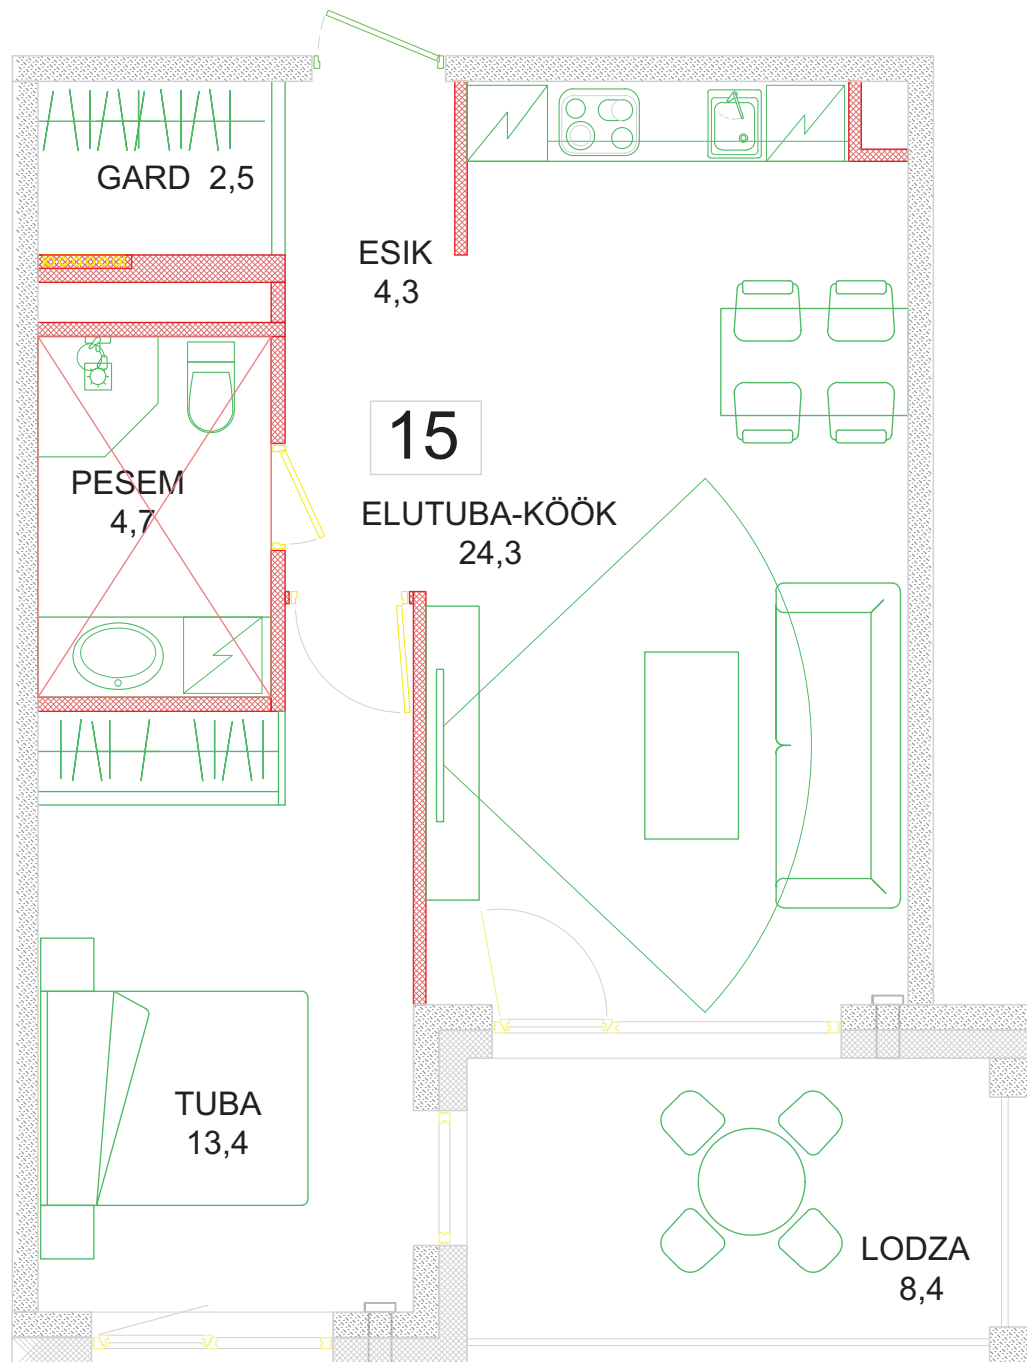 GARD 2,5
ESIK
4,3
15
PESEM
4,7
ELUTUBA-KÖÖK
24,3
TUBA
13,4
LODZA
8,4